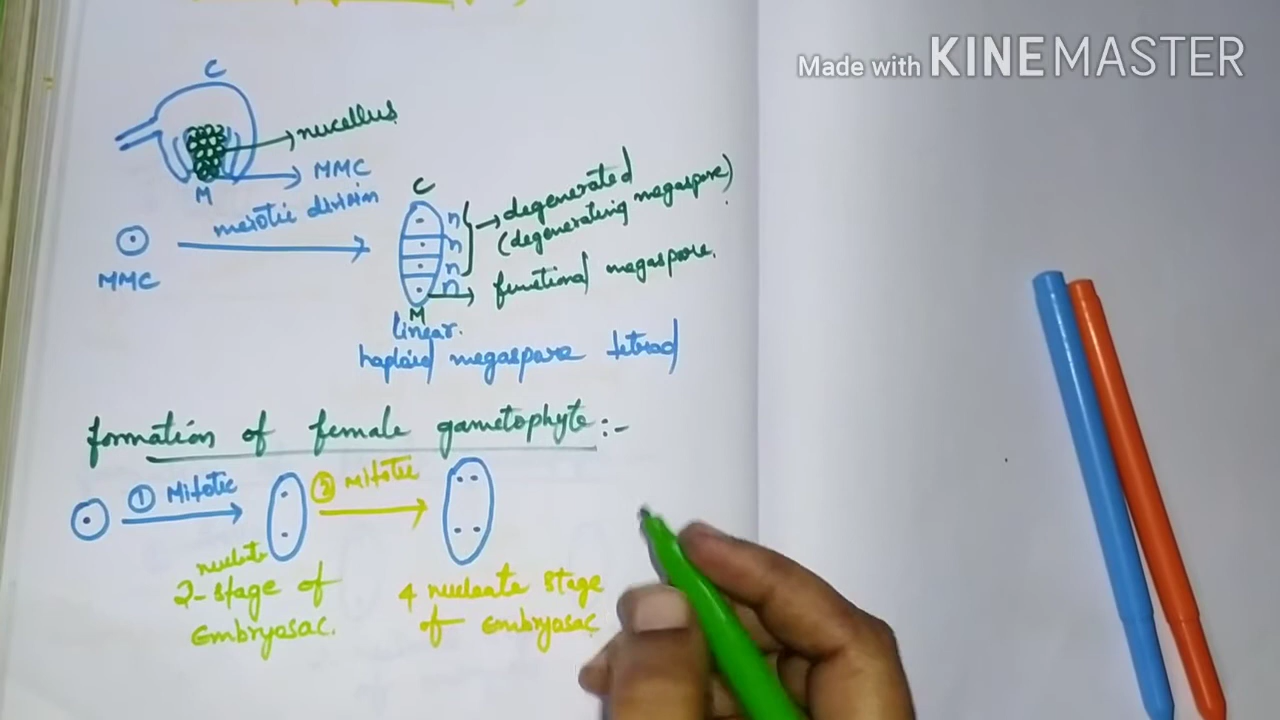 Made with KINEMASTER
C
nucellus
MMC
M
meiotic division
MMC
C
n
n
n
n
degenerated
(degenerating megaspore)
functional megaspore.
M
linear.
haploid megaspore tetrad
formation of female gametophyte:-
① Mitotic
② Mitotic
nucleate
2-stage of
Embryosac.
4 nucleate stage
of Embryosac